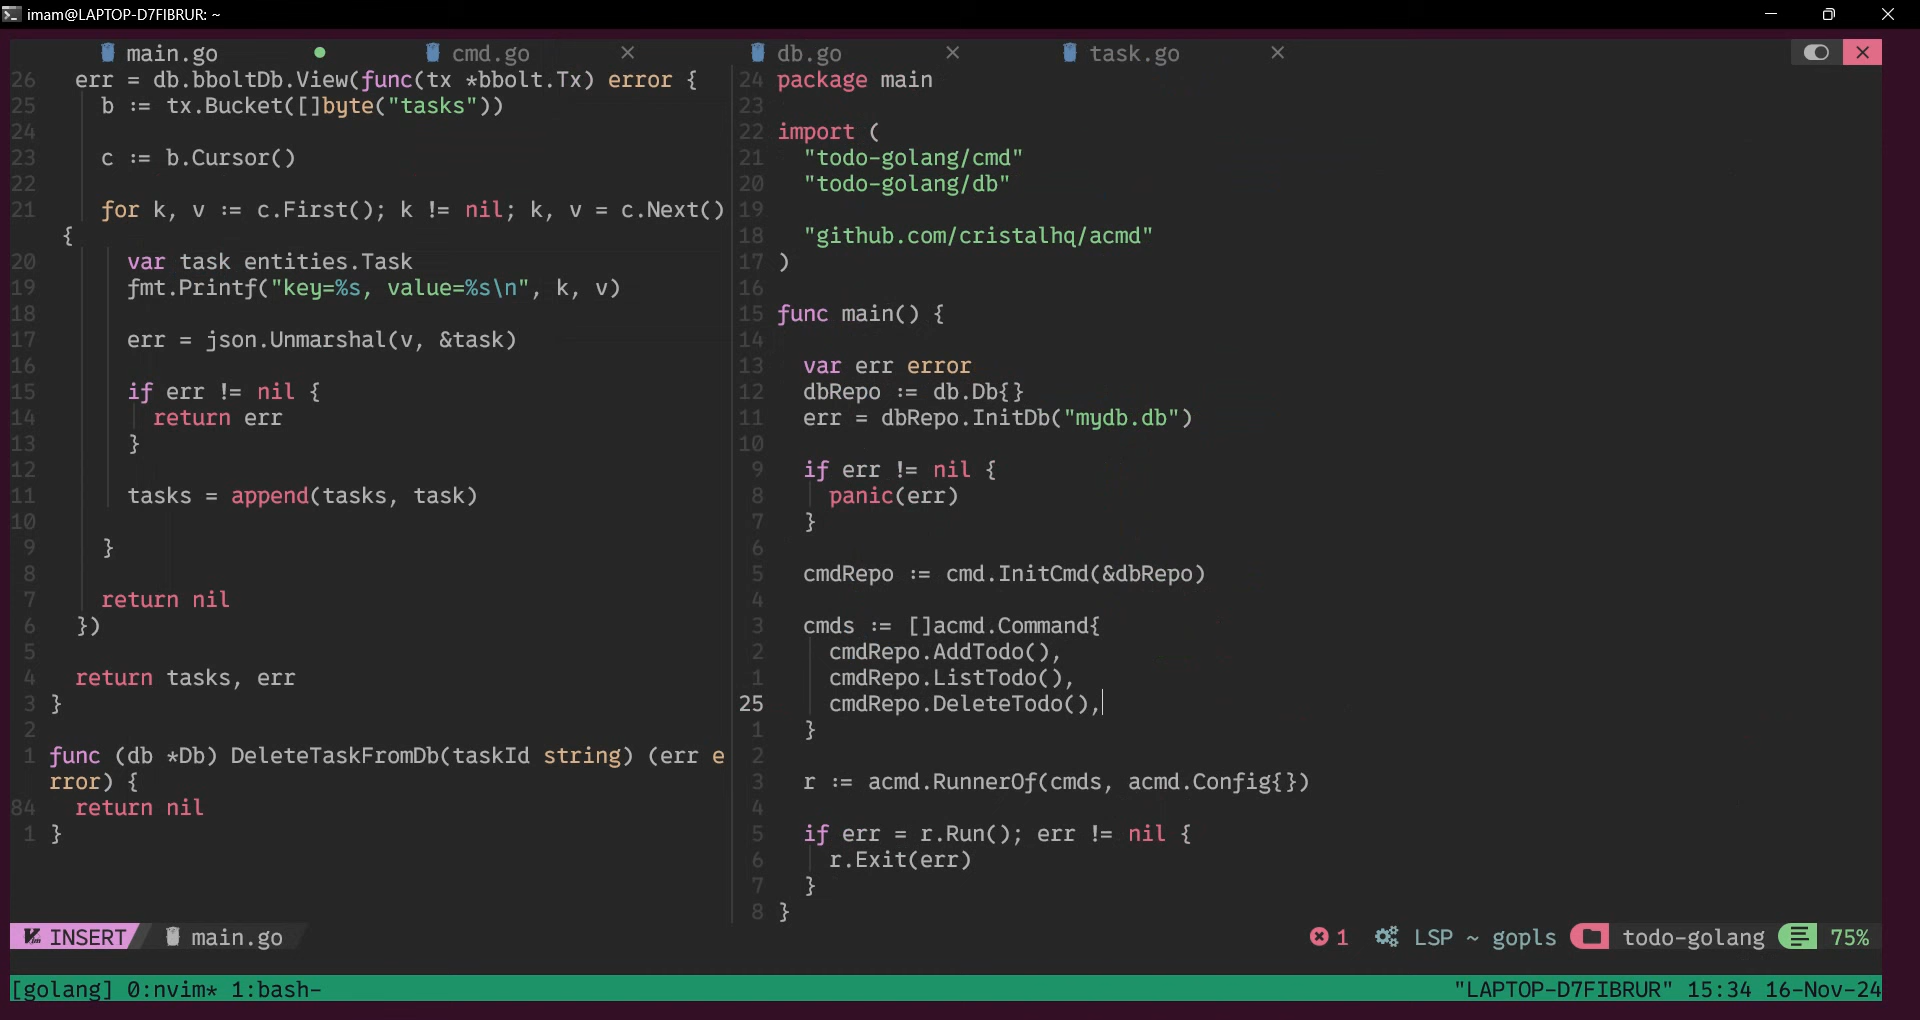 imam@LAPTOP-D7FIBRUR: ~
main.go cmd.go db.go task.go
26 err = db.bboltDb.View(func(tx *bbolt.Tx) error {
25 b := tx.Bucket([]byte("tasks"))
24
23 c := b.Cursor()
22
21 for k, v := c.First(); k != nil; k, v = c.Next()
{
20 var task entities.Task
19 fmt.Printf("key=%s, value=%s\n", k, v)
18
17 err = json.Unmarshal(v, &task)
16
15 if err != nil {
14 return err
13 }
12
11 tasks = append(tasks, task)
10
9 }
8
7 return nil
6 })
5
4 return tasks, err
3 }
2
1 func (db *Db) DeleteTaskFromDb(taskId string) (err e
rror) {
84 return nil
1 }
24 package main
23
22 import (
21 "todo-golang/cmd"
20 "todo-golang/db"
19
18 "github.com/cristalhq/acmd"
17 )
16
15 func main() {
14
13 var err error
12 dbRepo := db.Db{}
11 err = dbRepo.InitDb("mydb.db")
10
9 if err != nil {
8 panic(err)
7 }
6
5 cmdRepo := cmd.InitCmd(&dbRepo)
4
3 cmds := []acmd.Command{
2 cmdRepo.AddTodo(),
1 cmdRepo.ListTodo(),
25 cmdRepo.DeleteTodo(),
1 }
2
3 r := acmd.RunnerOf(cmds, acmd.Config{})
4
5 if err = r.Run(); err != nil {
6 r.Exit(err)
7 }
8 }
INSERT main.go 1 LSP ~ gopls todo-golang 75%
[golang] 0:nvim* 1:bash- "LAPTOP-D7FIBRUR" 15:34 16-Nov-24